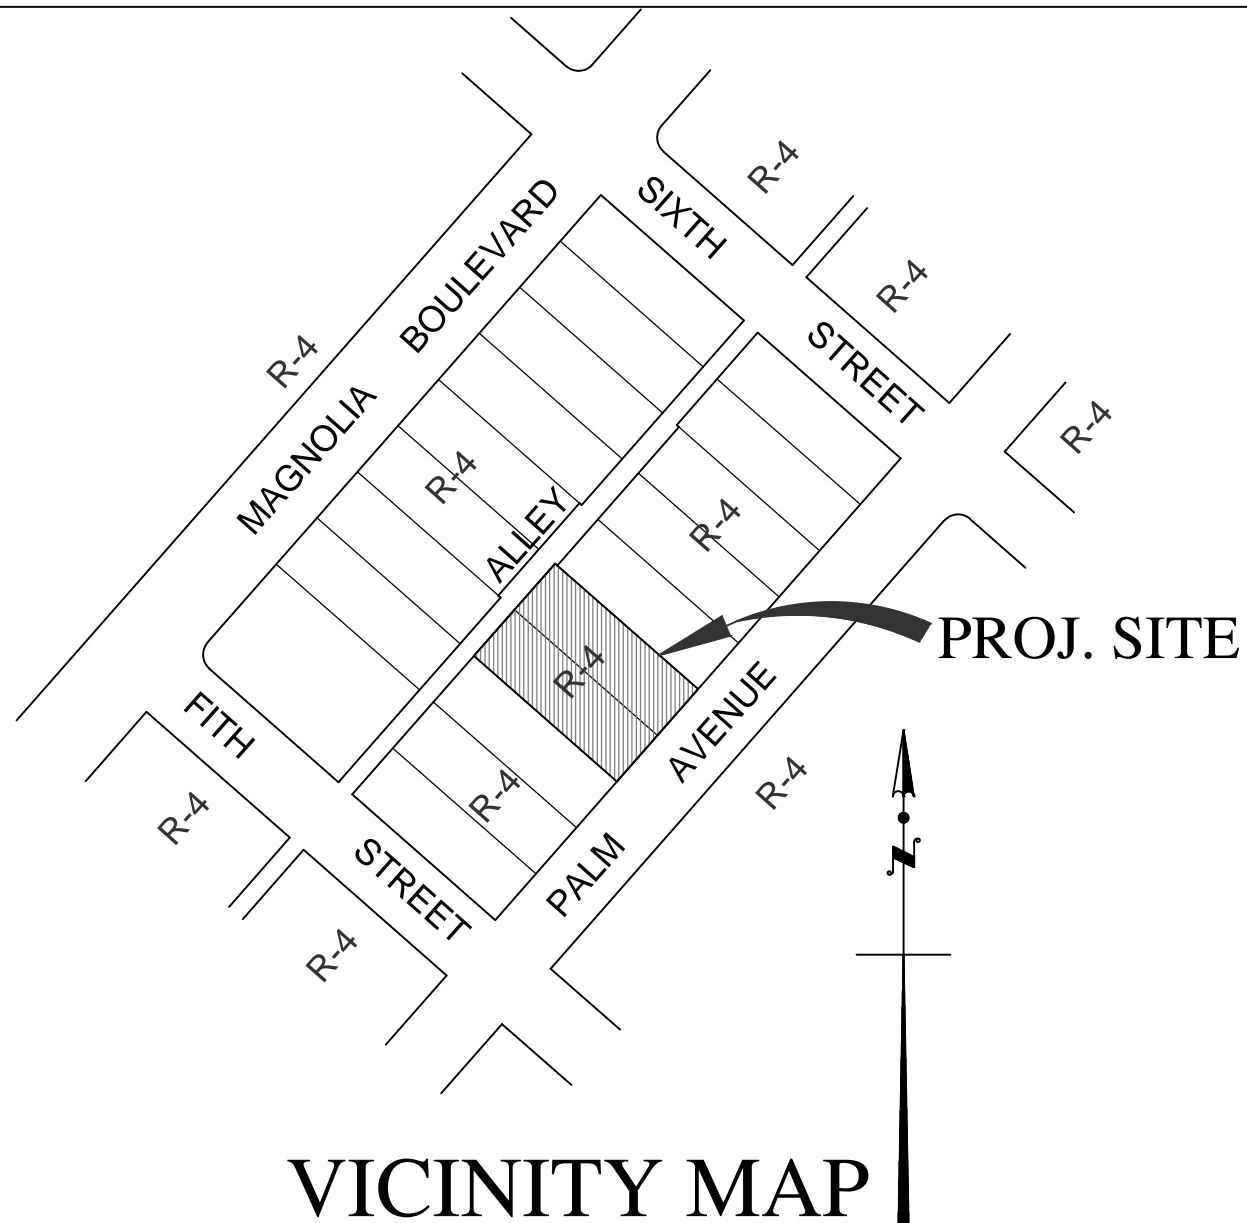 R-4
SIXTH
BOULEVARD
R-4
R-4
STREET
MAGNOLIA
R-4
R-4
R-4
ALLEY
PROJ. SITE
R-4
FITH
AVENUE
R-4
R-4
R-4
STREET
PALM
R-4
N
VICINITY MAP